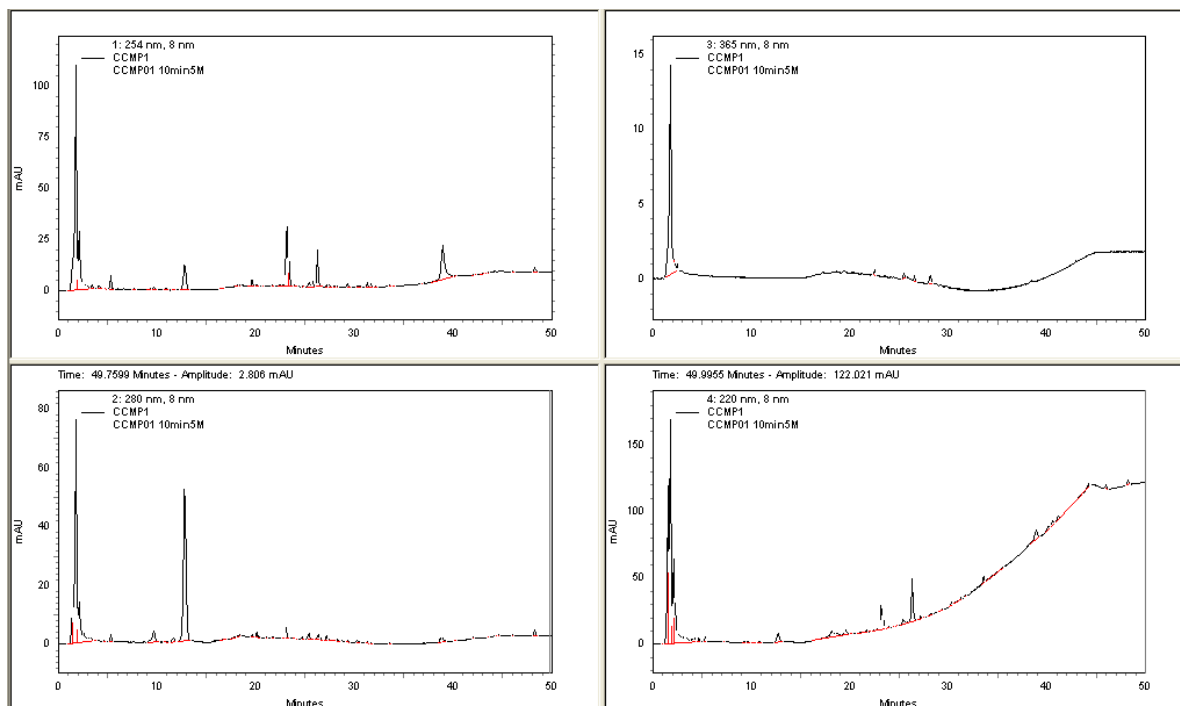 1: 254 nm, 8 nm
CCMP1
CCMP01 10min5M
100
75
50
25
0
mAU
0 10 20 30 40 50
Minutes
3: 365 nm, 8 nm
CCMP1
CCMP01 10min5M
15
10
5
0
mAU
0 10 20 30 40 50
Minutes
Time: 49.7599 Minutes - Amplitude: 2.806 mAU
2: 280 nm, 8 nm
CCMP1
CCMP01 10min5M
80
60
40
20
0
mAU
0 10 20 30 40 50
Minutes
Time: 49.9955 Minutes - Amplitude: 122.021 mAU
4: 220 nm, 8 nm
CCMP1
CCMP01 10min5M
150
100
50
0
mAU
0 10 20 30 40 50
Minutes